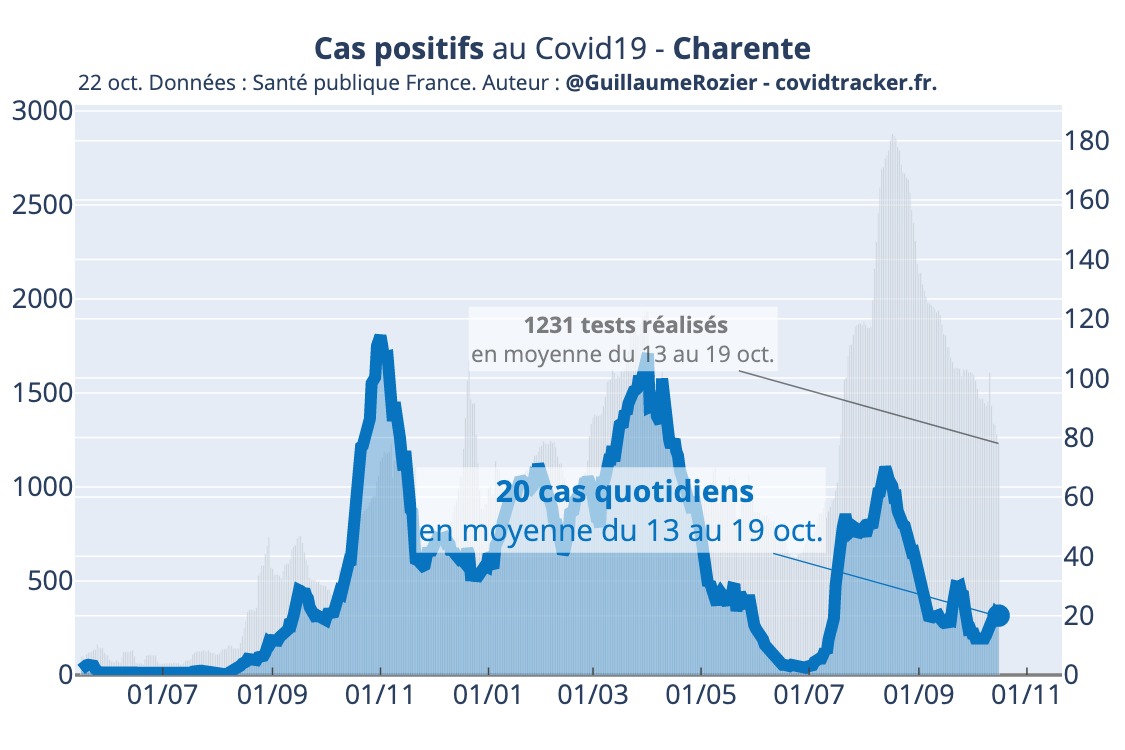 Cas positifs au Covid19 - Charente
22 oct. Données : Santé publique France. Auteur : @GuillaumeRozier - covidtracker.fr.
3000
2500
2000
1500
1000
500
0
180
160
140
120
100
80
60
40
20
0
1231 tests réalisés
en moyenne du 13 au 19 oct.
20 cas quotidiens
en moyenne du 13 au 19 oct.
01/07 01/09 01/11 01/01 01/03 01/05 01/07 01/09 01/11